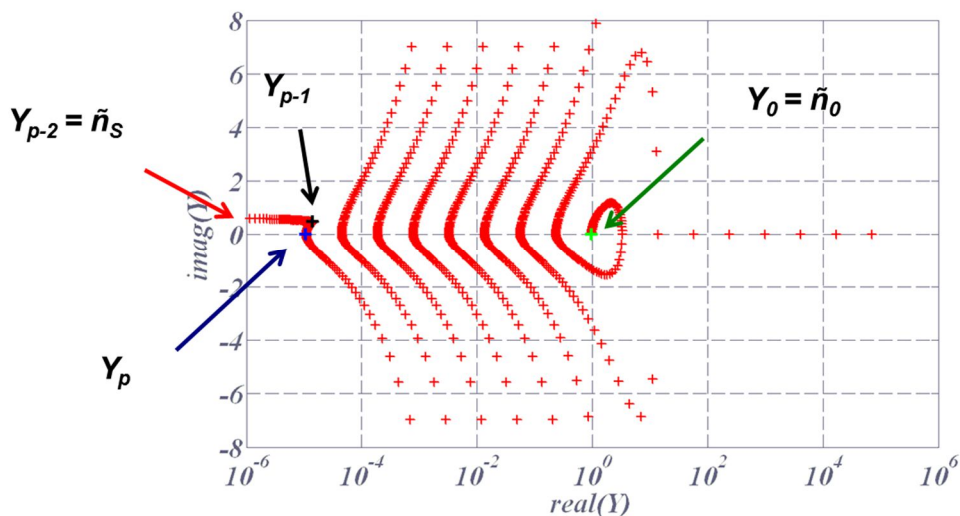 8
6
4
2
0
-2
-4
-6
-8
imag(Y)
Y_{p-1}
Y_{p-2} = ñ_S
Y_0 = ñ_0
Y_p
10^{-6} 10^{-4} 10^{-2} 10^0 10^2 10^4 10^6
real(Y)